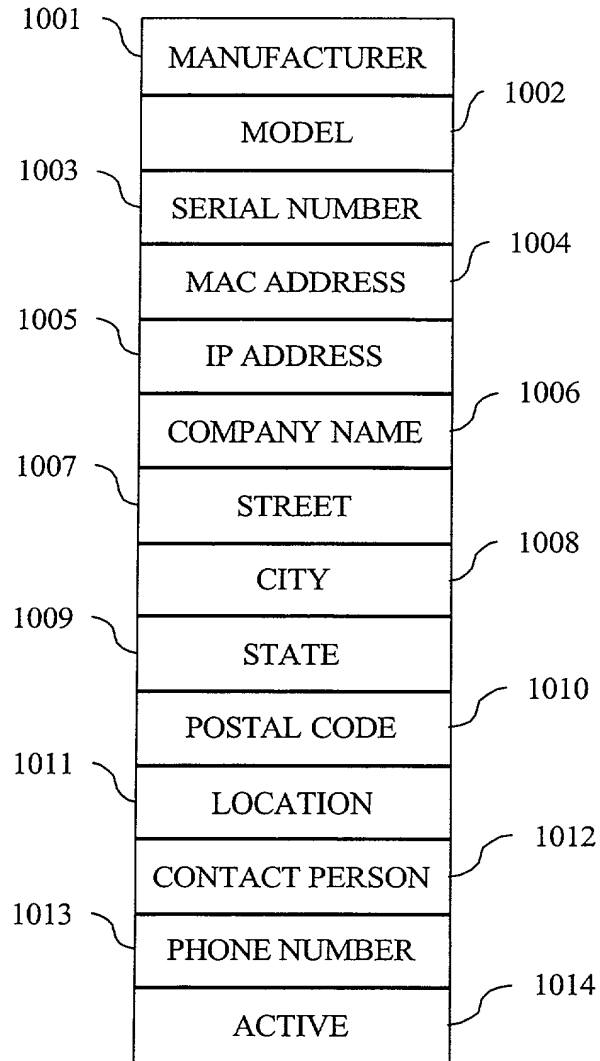 1001
MANUFACTURER
1002
MODEL
1003
SERIAL NUMBER
1004
MAC ADDRESS
1005
IP ADDRESS
1006
COMPANY NAME
1007
STREET
1008
CITY
1009
STATE
1010
POSTAL CODE
1011
LOCATION
1012
CONTACT PERSON
1013
PHONE NUMBER
1014
ACTIVE